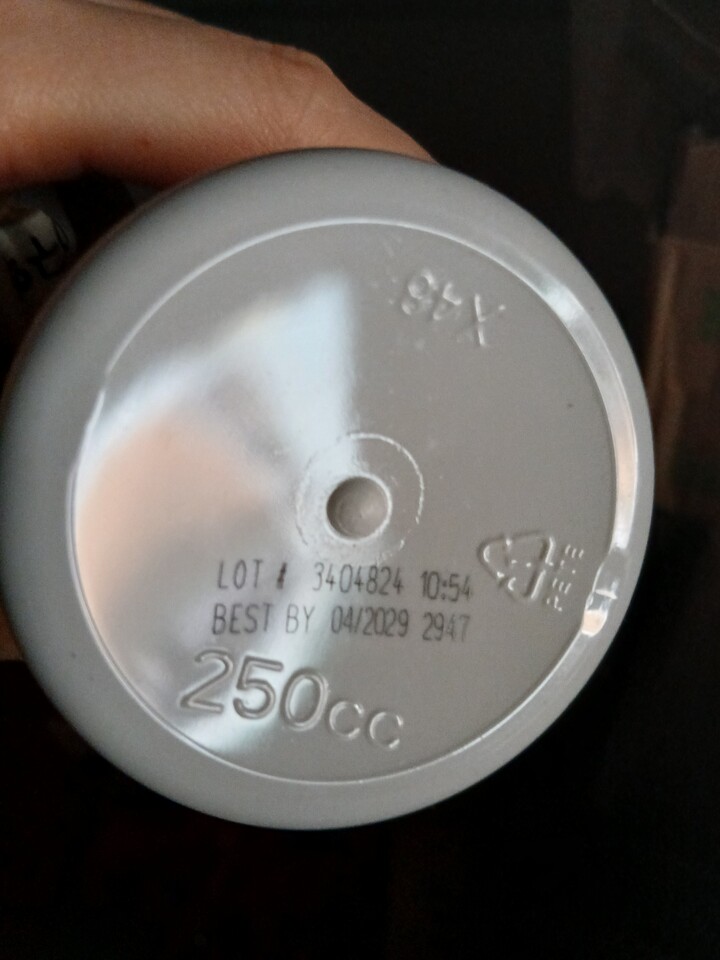 X48
PETE
LOT # 3404824 10:54
BEST BY 04/2029 2947
250cc